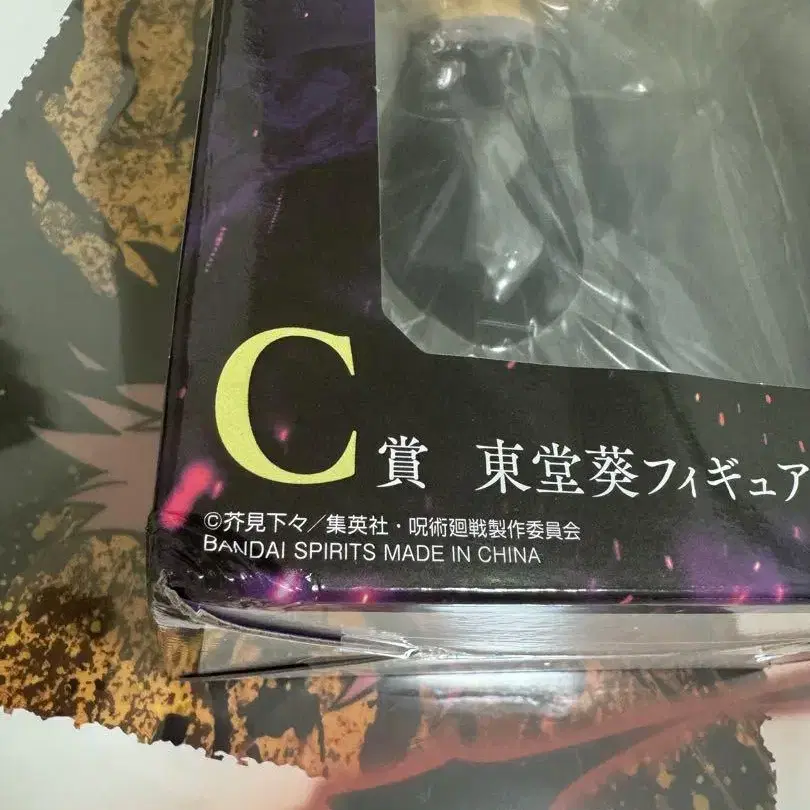 C賞 東堂葵フィギュア
©芥見下々／集英社・呪術廻戦製作委員会
BANDAI SPIRITS MADE IN CHINA